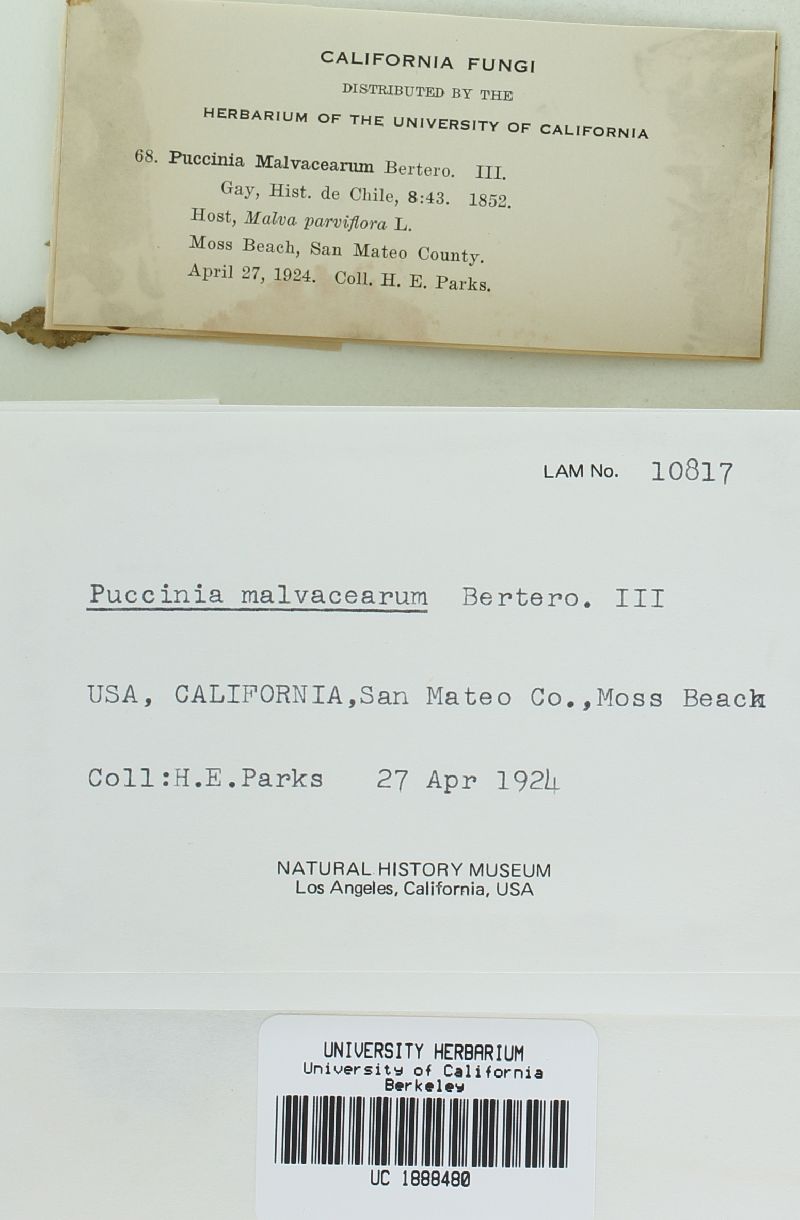 CALIFORNIA FUNGI
DISTRIBUTED BY THE
HERBARIUM OF THE UNIVERSITY OF CALIFORNIA
68. Puccinia Malvacearum Bertero. III.
Gay, Hist. de Chile, 8:43. 1852.
Host, Malva parviflora L.
Moss Beach, San Mateo County.
April 27, 1924. Coll. H. E. Parks.
LAM No. 10817
Puccinia malvacearum Bertero. III
USA, CALIFORNIA,San Mateo Co.,Moss Beach
Coll:H.E.Parks 27 Apr 1924
NATURAL HISTORY MUSEUM
Los Angeles, California, USA
UNIVERSITY HERBARIUM
University of California
Berkeley
UC 1888480